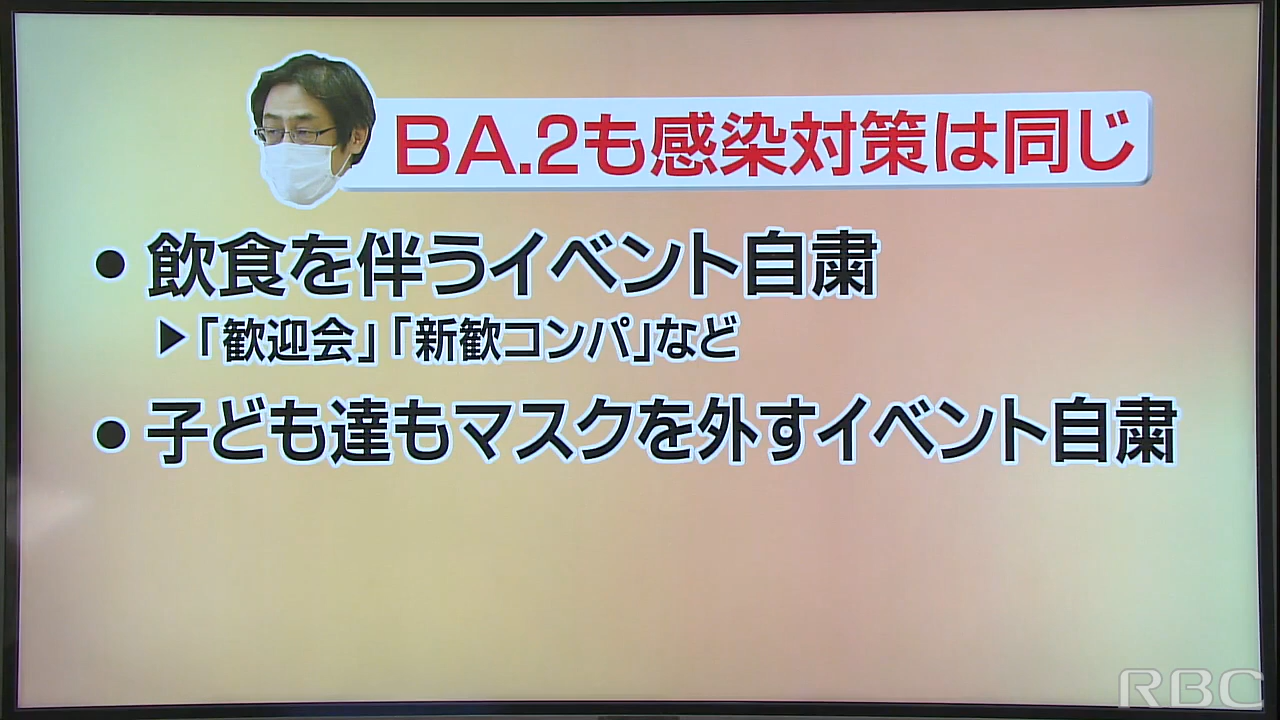 BA.2も感染対策は同じ
• 飲食を伴うイベント自粛
▶「歓迎会」「新歓コンパ」など
• 子ども達もマスクを外すイベント自粛
RBC